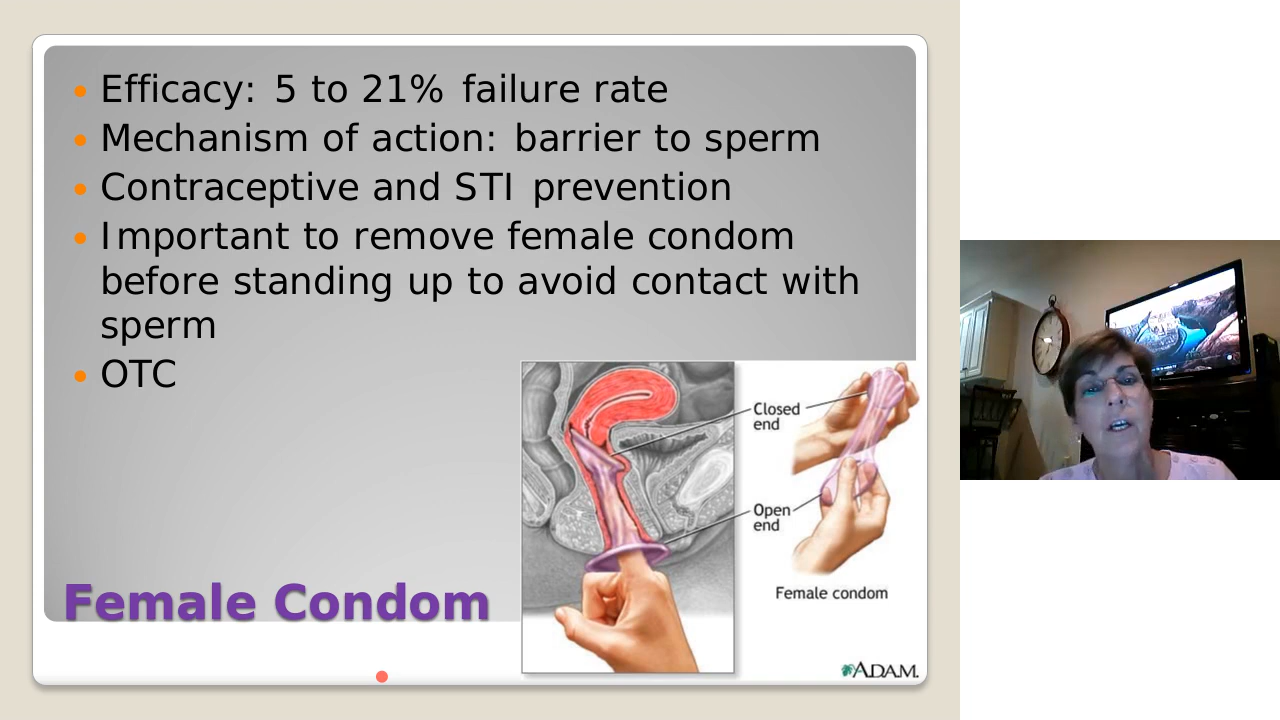 Efficacy: 5 to 21% failure rate
Mechanism of action: barrier to sperm
Contraceptive and STI prevention
Important to remove female condom
before standing up to avoid contact with
sperm
OTC
Closed
end
Open
end
Female condom
Female Condom
ADAM.